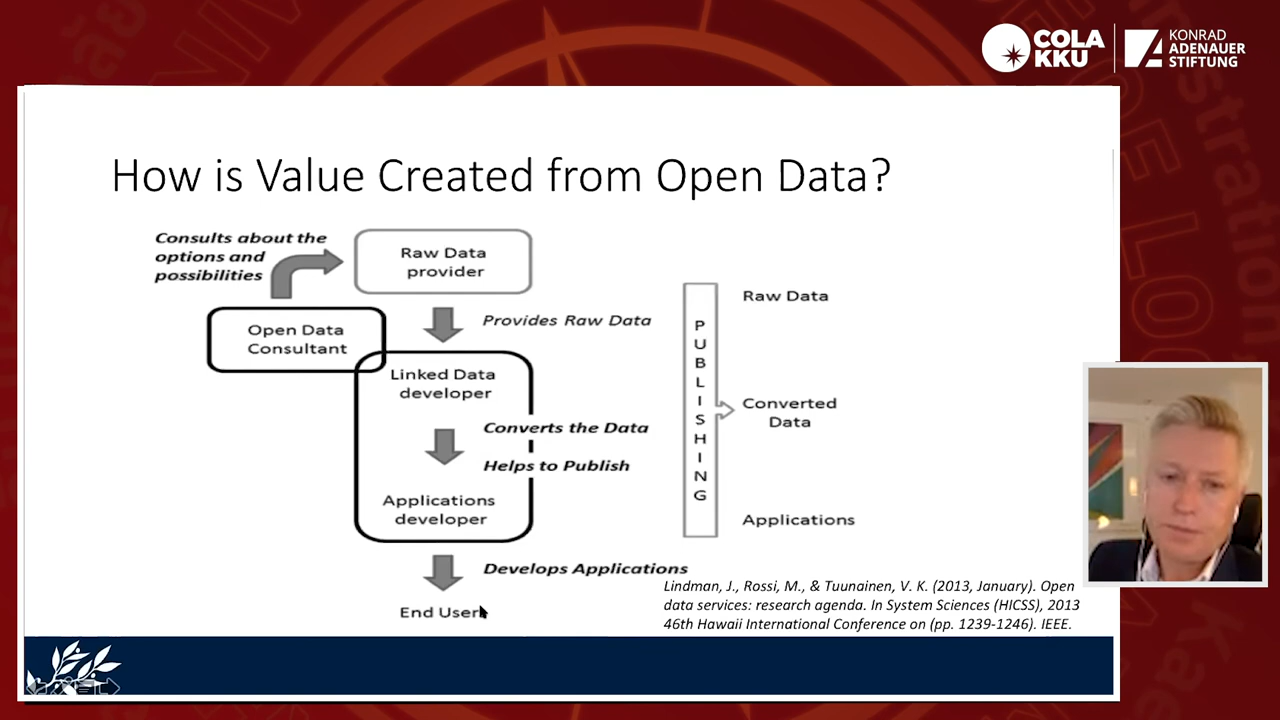 COLA
KKU
KONRAD
ADENAUER
STIFTUNG
How is Value Created from Open Data?
Consults about the
options and
possibilities
Raw Data
provider
Open Data
Consultant
Provides Raw Data
Linked Data
developer
Converts the Data
Helps to Publish
Applications
developer
Develops Applications
End User
PUBLISHING
Raw Data
Converted
Data
Applications
Lindman, J., Rossi, M., & Tuunainen, V. K. (2013, January). Open
data services: research agenda. In System Sciences (HICSS), 2013
46th Hawaii International Conference on (pp. 1239-1246). IEEE.